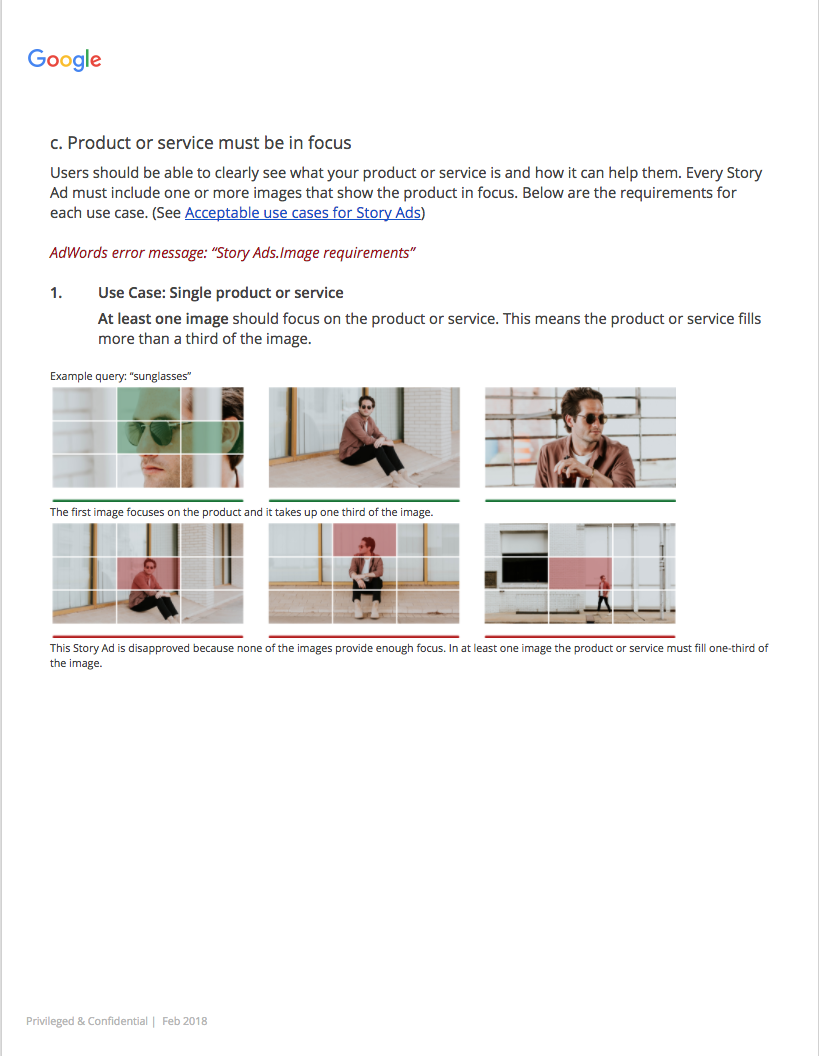 Google
c. Product or service must be in focus
Users should be able to clearly see what your product or service is and how it can help them. Every Story
Ad must include one or more images that show the product in focus. Below are the requirements for
each use case. (See Acceptable use cases for Story Ads)
AdWords error message: “Story Ads.Image requirements”
1. Use Case: Single product or service
At least one image should focus on the product or service. This means the product or service fills
more than a third of the image.
Example query: “sunglasses”
The first image focuses on the product and it takes up one third of the image.
This Story Ad is disapproved because none of the images provide enough focus. In at least one image the product or service must fill one-third of
the image.
Privileged & Confidential | Feb 2018